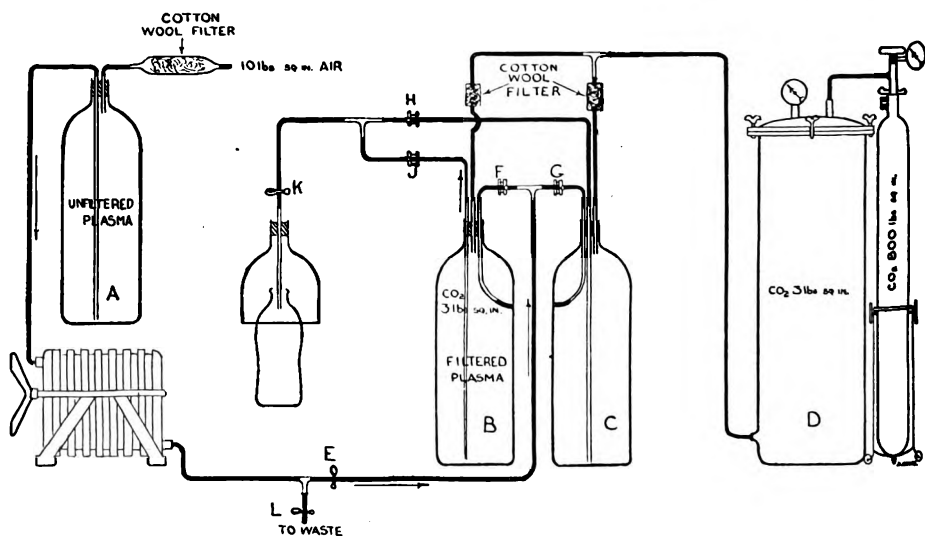 COTTON
WOOL FILTER
10 lbs SQ IN. AIR
UNFILTERED
PLASMA
A
H
J
K
COTTON
WOOL
FILTER
F
G
CO₂
3 lbs SQ. IN.
FILTERED
PLASMA
B
C
CO₂ 3 lbs SQ IN.
D
CO₂ 800 lbs SQ IN.
E
L
TO WASTE